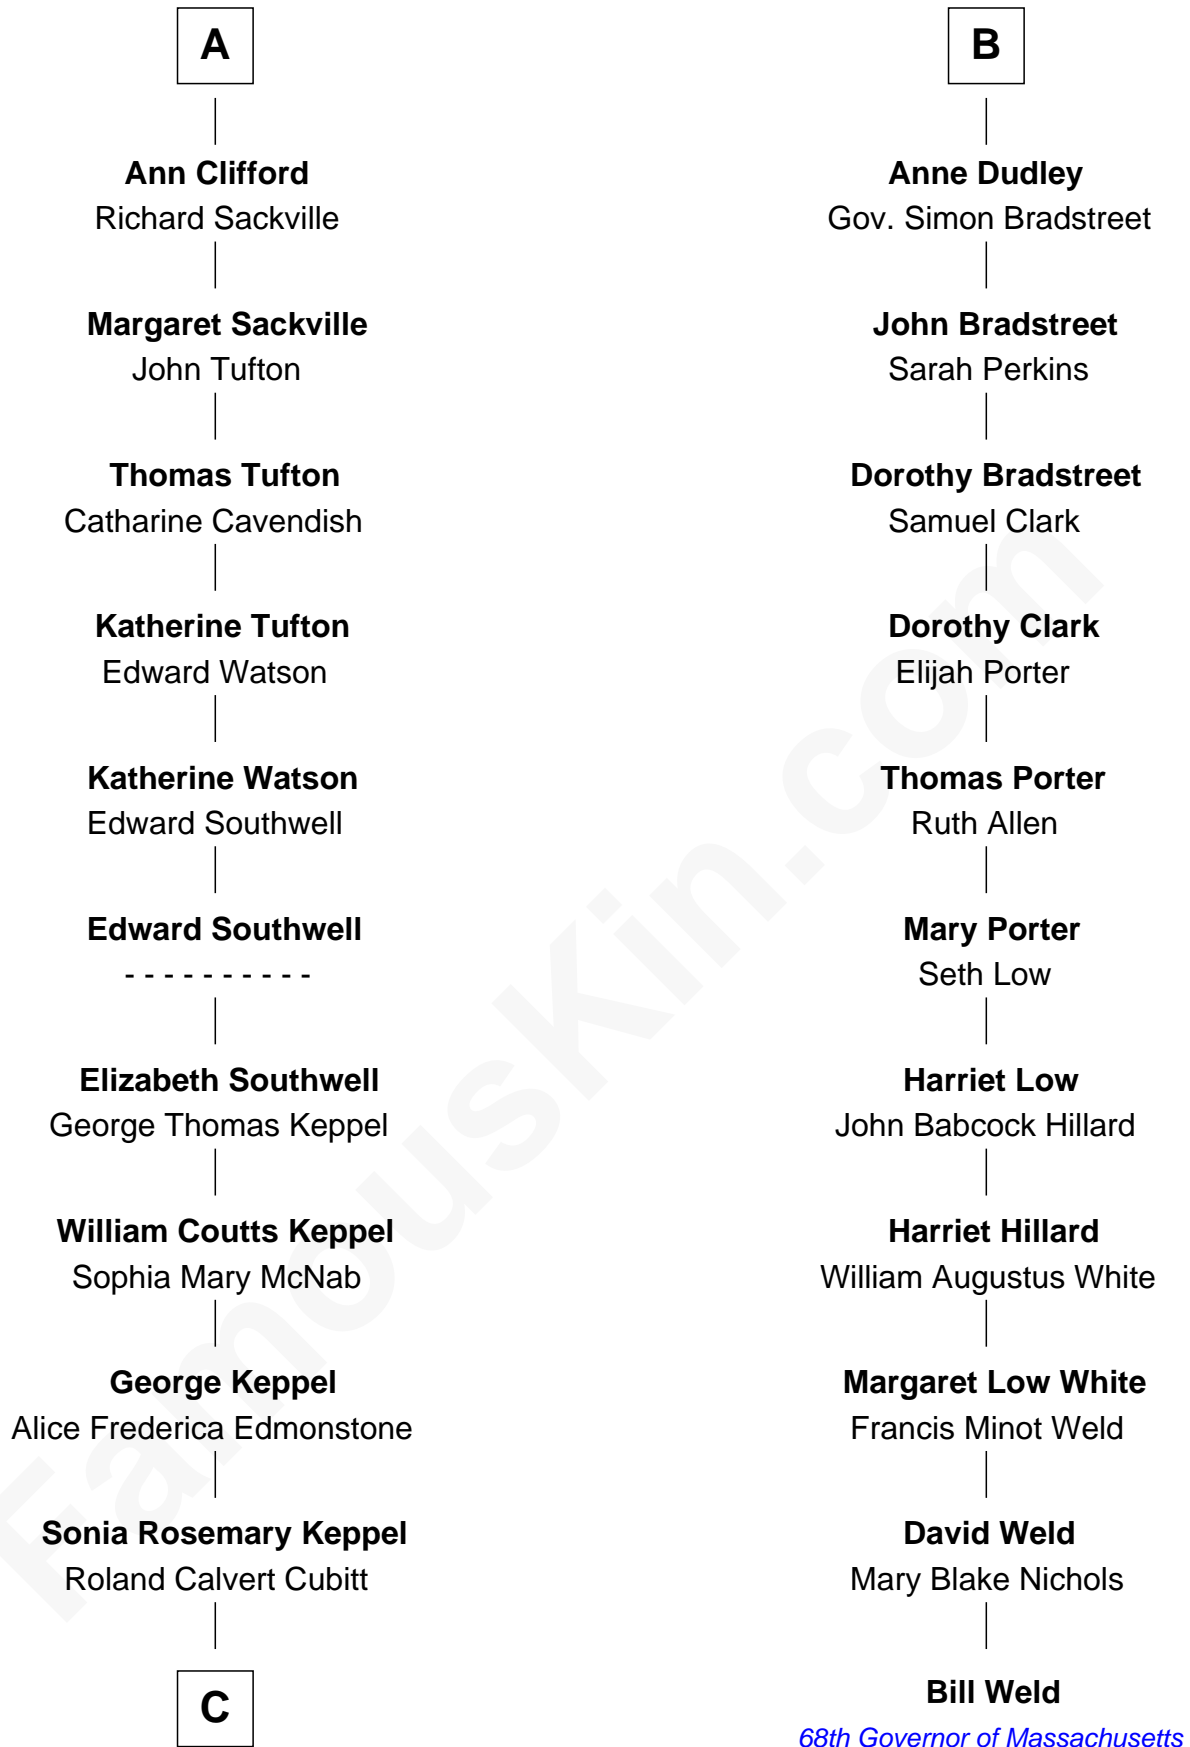 A
Ann Clifford
Richard Sackville
Margaret Sackville
John Tufton
Thomas Tufton
Catharine Cavendish
Katherine Tufton
Edward Watson
Katherine Watson
Edward Southwell
Edward Southwell
- - - - - - - - - -
Elizabeth Southwell
George Thomas Keppel
William Coutts Keppel
Sophia Mary McNab
George Keppel
Alice Frederica Edmonstone
Sonia Rosemary Keppel
Roland Calvert Cubitt
C
B
Anne Dudley
Gov. Simon Bradstreet
John Bradstreet
Sarah Perkins
Dorothy Bradstreet
Samuel Clark
Dorothy Clark
Elijah Porter
Thomas Porter
Ruth Allen
Mary Porter
Seth Low
Harriet Low
John Babcock Hillard
Harriet Hillard
William Augustus White
Margaret Low White
Francis Minot Weld
David Weld
Mary Blake Nichols
Bill Weld
68th Governor of Massachusetts
FamousKin.com